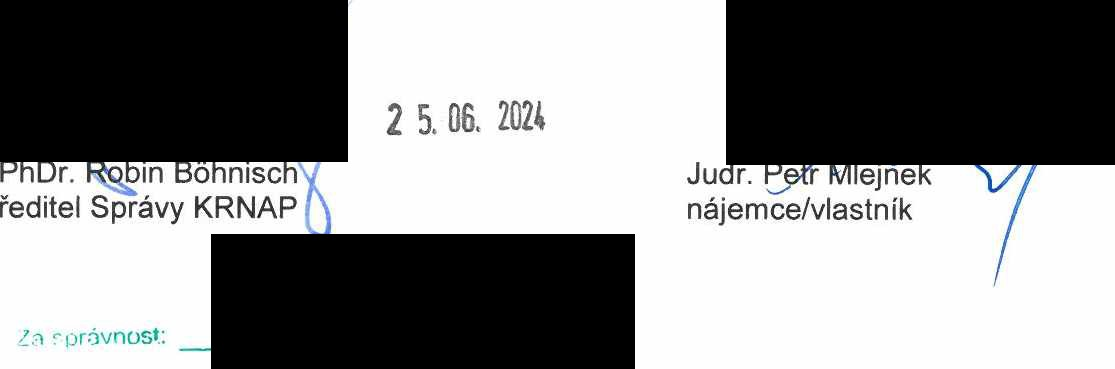 2 5. 06. 2024
PhDr. Robin Böhnisch
ředitel Správy KRNAP
Judr. Petr Mlejnek
nájemce/vlastník
Za správnost: